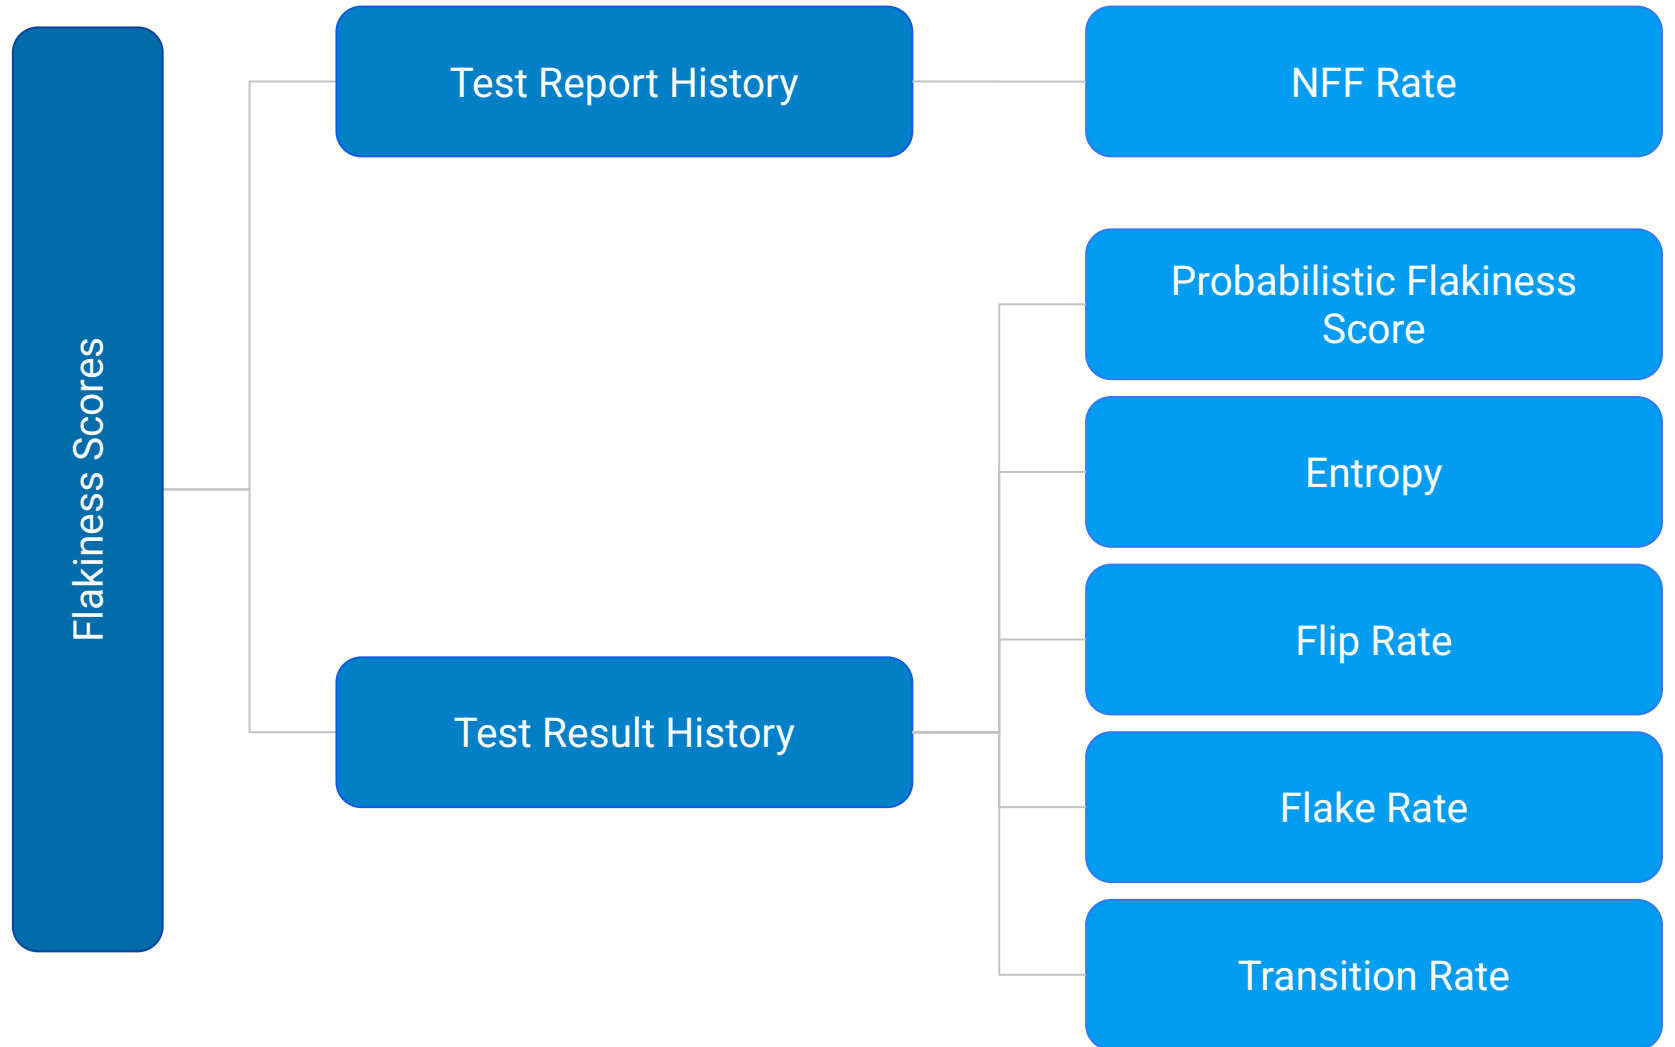 Flakiness Scores
Test Report History
NFF Rate
Test Result History
Probabilistic Flakiness
Score
Entropy
Flip Rate
Flake Rate
Transition Rate